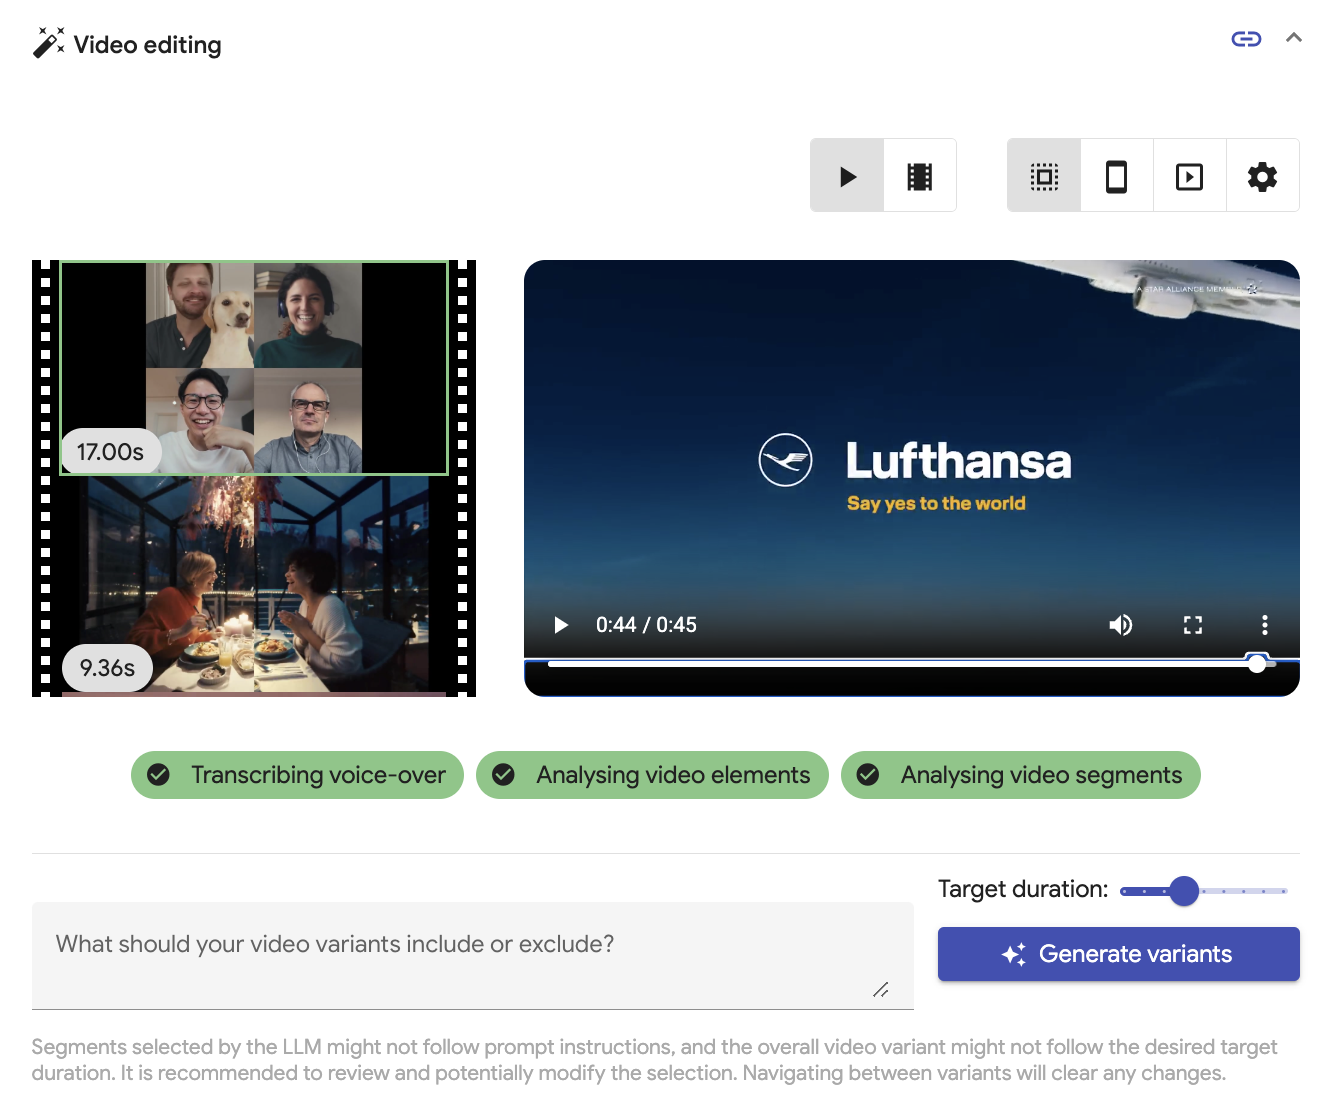 Video editing
A STAR ALLIANCE MEMBER
17.00s
Lufthansa
Say yes to the world
0:44 / 0:45
9.36s
Transcribing voice-over
Analysing video elements
Analysing video segments
Target duration:
What should your video variants include or exclude?
Generate variants
Segments selected by the LLM might not follow prompt instructions, and the overall video variant might not follow the desired target
duration. It is recommended to review and potentially modify the selection. Navigating between variants will clear any changes.